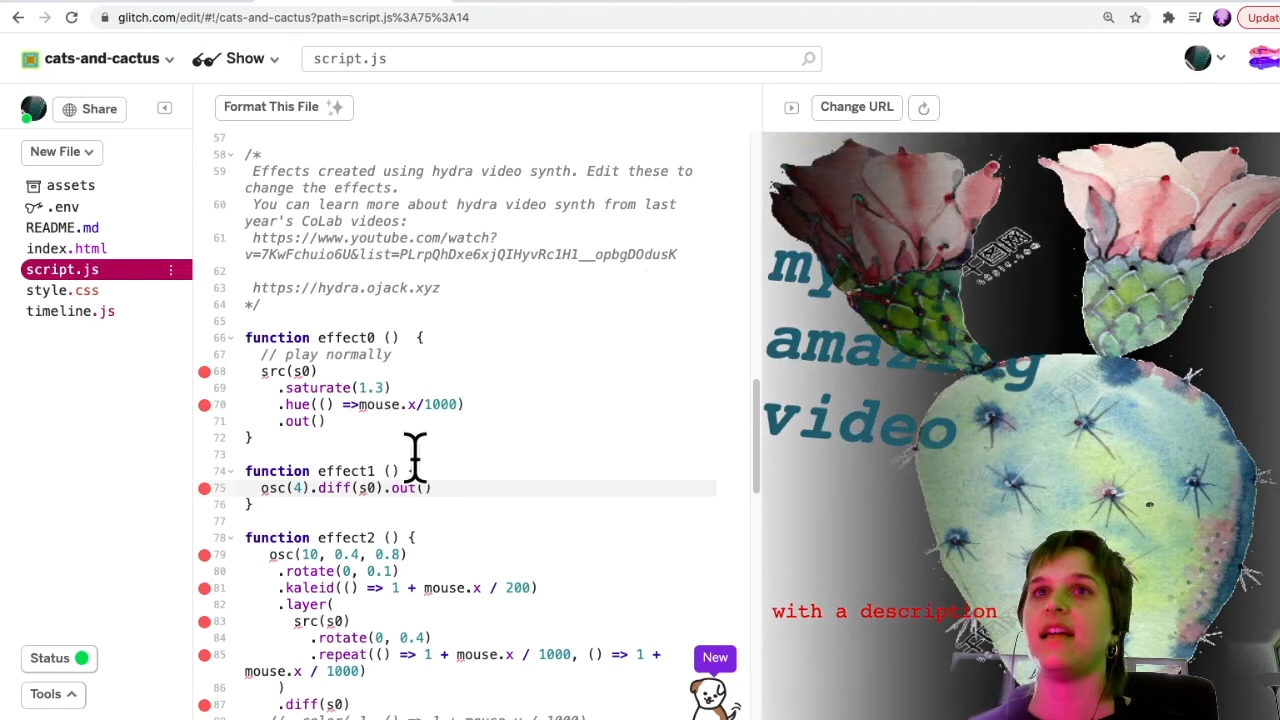 glitch.com/edit/#!/cats-and-cactus?path=script.js%3A75%3A14
Updat
cats-and-cactus
Show
script.js
Share
Format This File
Change URL
New File
assets
.env
README.md
index.html
script.js
style.css
timeline.js
Status
Tools
57
58 /*
59 Effects created using hydra video synth. Edit these to
change the effects.
60 You can learn more about hydra video synth from last
year's CoLab videos:
61 https://www.youtube.com/watch?
v=7KwFchuio6U&list=PLrpQhDxe6xjQIHyvRc1H1__opbgDOdusK
62
63 https://hydra.ojack.xyz
64 */
65
66 function effect0 () {
67 // play normally
68 src(s0)
69 .saturate(1.3)
70 .hue(() =>mouse.x/1000)
71 .out()
72 }
73
74 function effect1 () {
75 osc(4).diff(s0).out()
76 }
77
78 function effect2 () {
79 osc(10, 0.4, 0.8)
80 .rotate(0, 0.1)
81 .kaleid(() => 1 + mouse.x / 200)
82 .layer(
83 src(s0)
84 .rotate(0, 0.4)
85 .repeat(() => 1 + mouse.x / 1000, () => 1 +
mouse.x / 1000)
86 )
87 .diff(s0)
New
my
amazing
video
with a description